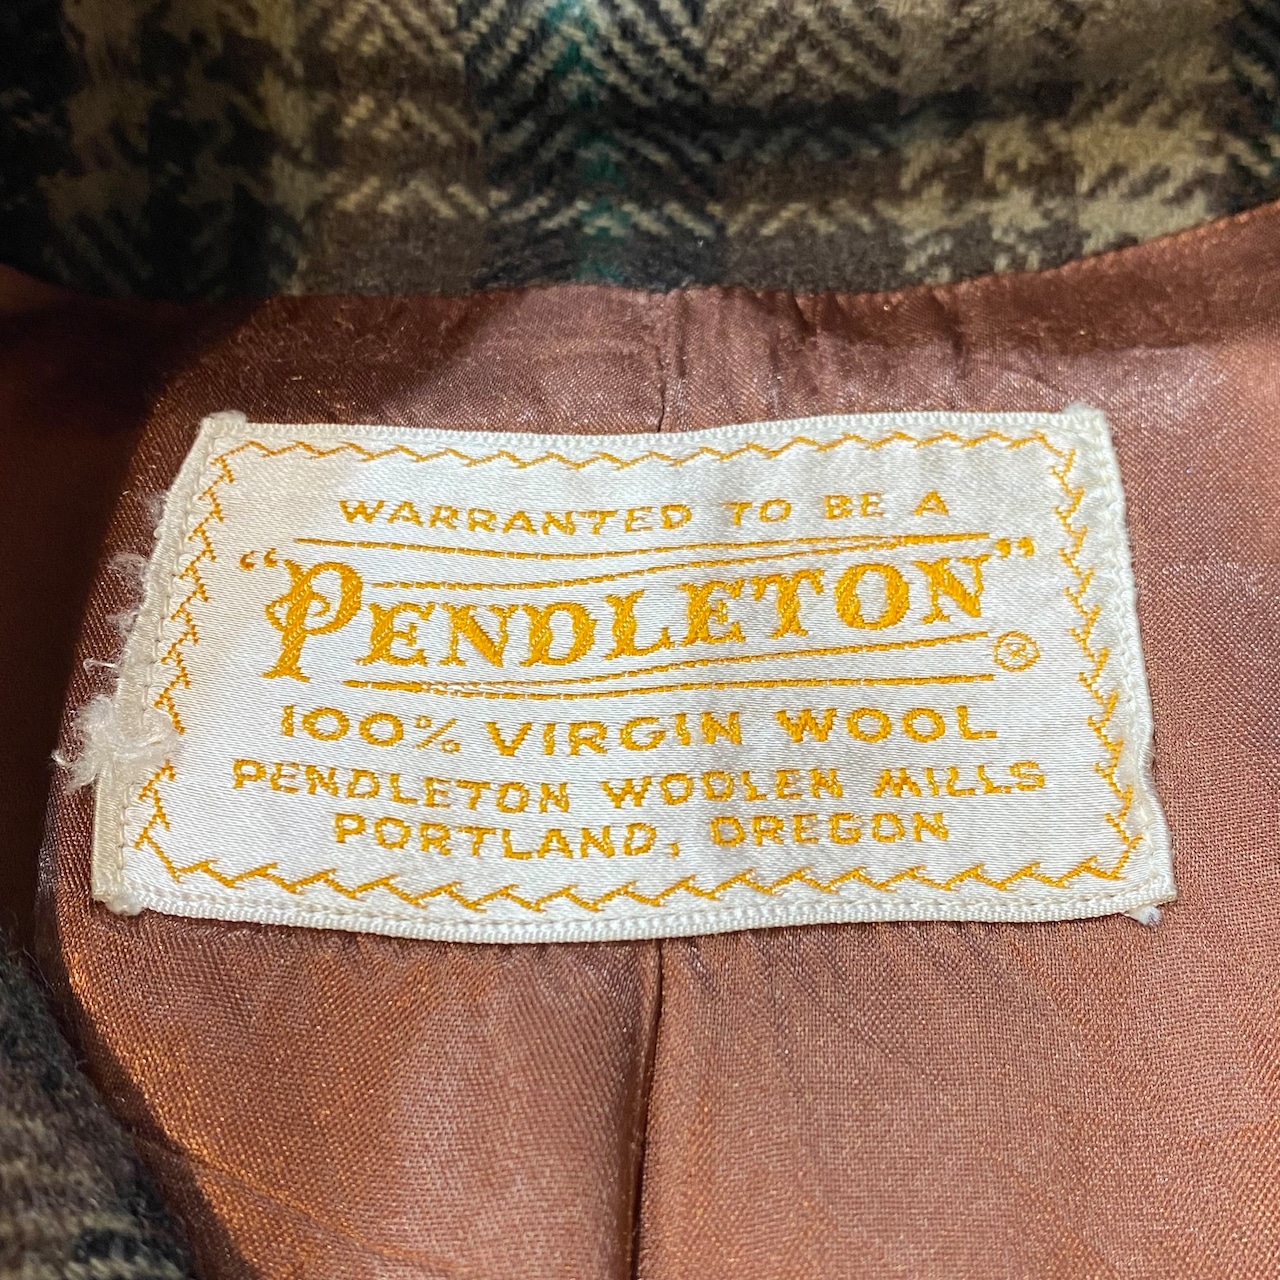 WARRANTED TO BE A
"PENDLETON" ®
100% VIRGIN WOOL
PENDLETON WOOLEN MILLS
PORTLAND, OREGON